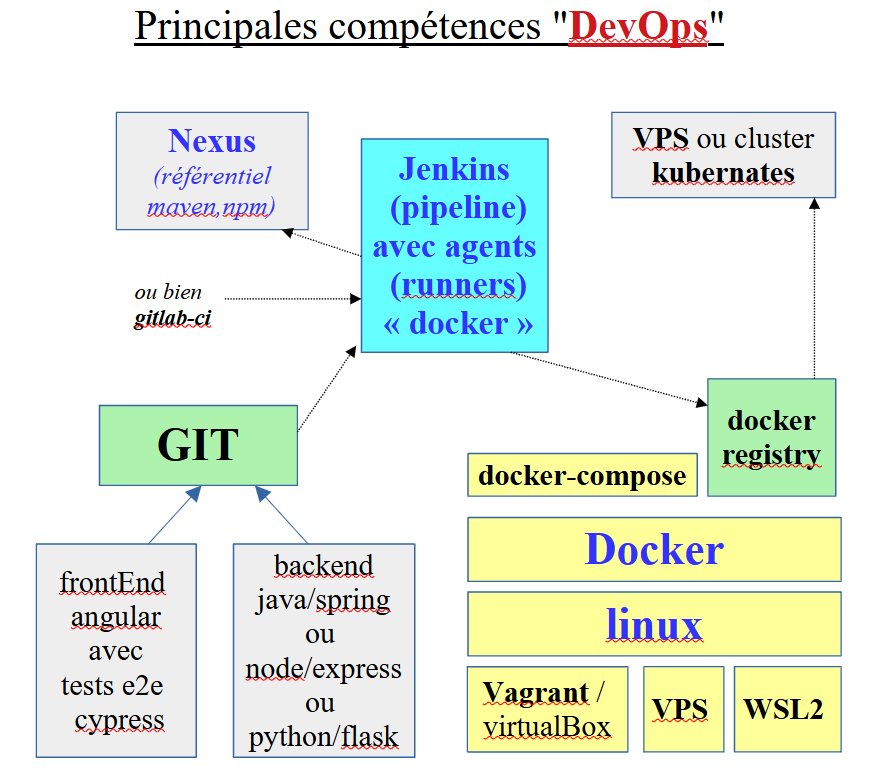 Principales compétences "DevOps"
Nexus
(référentiel
maven,npm)
Jenkins
(pipeline)
avec agents
(runners)
« docker »
VPS ou cluster
kubernates
ou bien
gitlab-ci
GIT
docker
registry
docker-compose
frontEnd
angular
avec
tests e2e
cypress
backend
java/spring
ou
node/express
ou
python/flask
Docker
linux
Vagrant /
virtualBox
VPS
WSL2